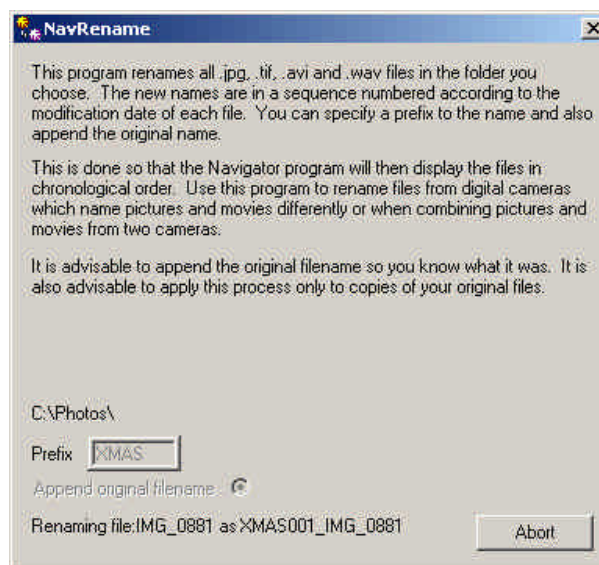 NavRename
This program renames all .jpg, .tif, .avi and .wav files in the folder you
choose. The new names are in a sequence numbered according to the
modification date of each file. You can specify a prefix to the name and also
append the original name.
This is done so that the Navigator program will then display the files in
chronological order. Use this program to rename files from digital cameras
which name pictures and movies differently or when combining pictures and
movies from two cameras.
It is advisable to append the original filename so you know what it was. It is
also advisable to apply this process only to copies of your original files.
C:\Photos\
Prefix XMAS
Append original filename :
Renaming file:IMG_0881 as XMAS001_IMG_0881
Abort